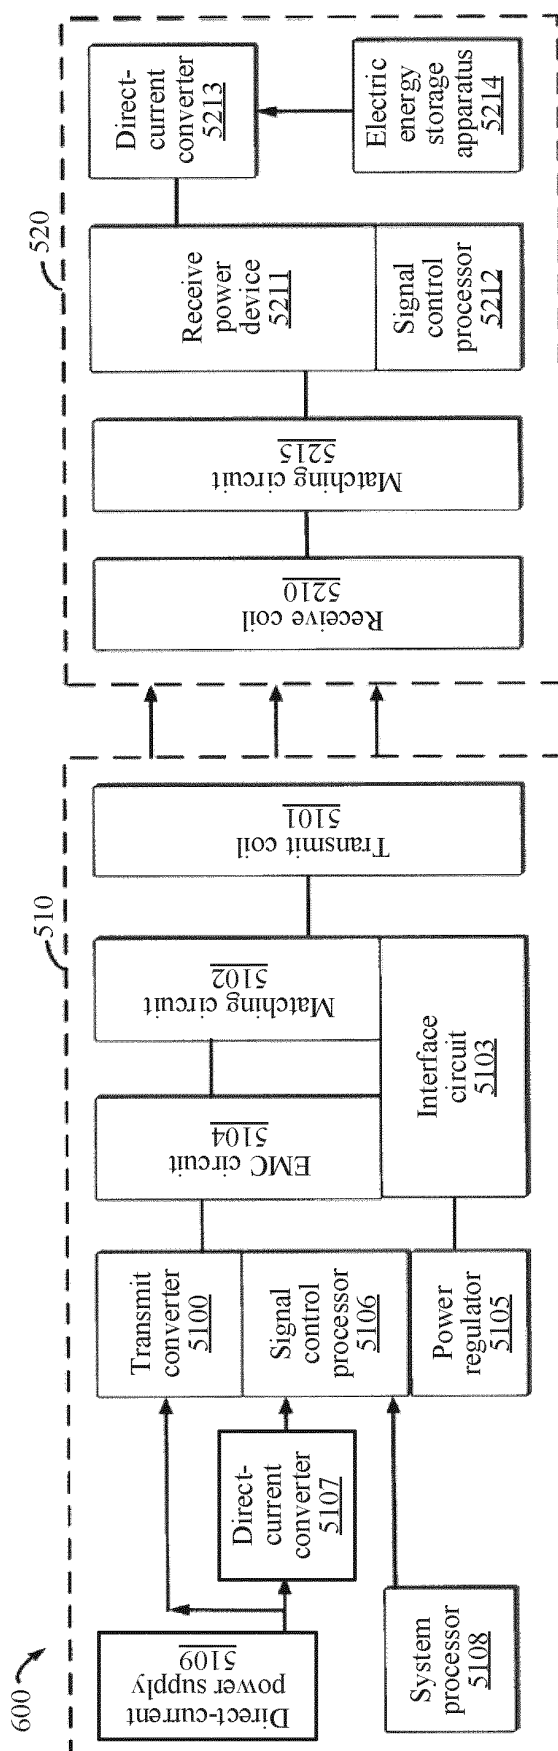 600
510
520
Direct-current
power supply
5109
System
processor
5108
Direct-
current
converter
5107
Transmit
converter
5100
Signal
control
processor
5106
Power
regulator
5105
EMC circuit
5104
Matching circuit
5102
Interface
circuit
5103
Transmit coil
5101
Receive coil
5210
Matching circuit
5215
Receive
power
device
5211
Signal
control
processor
5212
Direct-
current
converter
5213
Electric
energy
storage
apparatus
5214